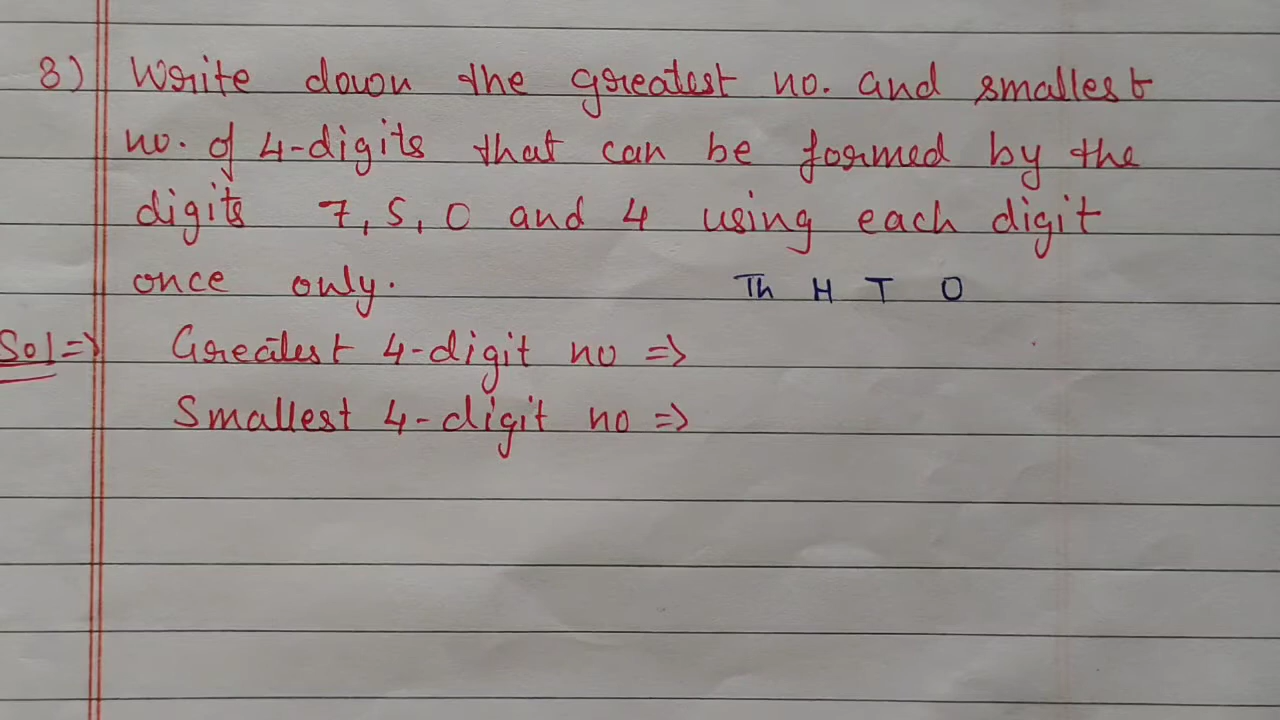 8) Write down the greatest no. and smallest
no. of 4-digits that can be formed by the
digits 7, 5, 0 and 4 using each digit
once only.
Th H T O
Sol => Greatest 4-digit no =>
Smallest 4-digit no =>